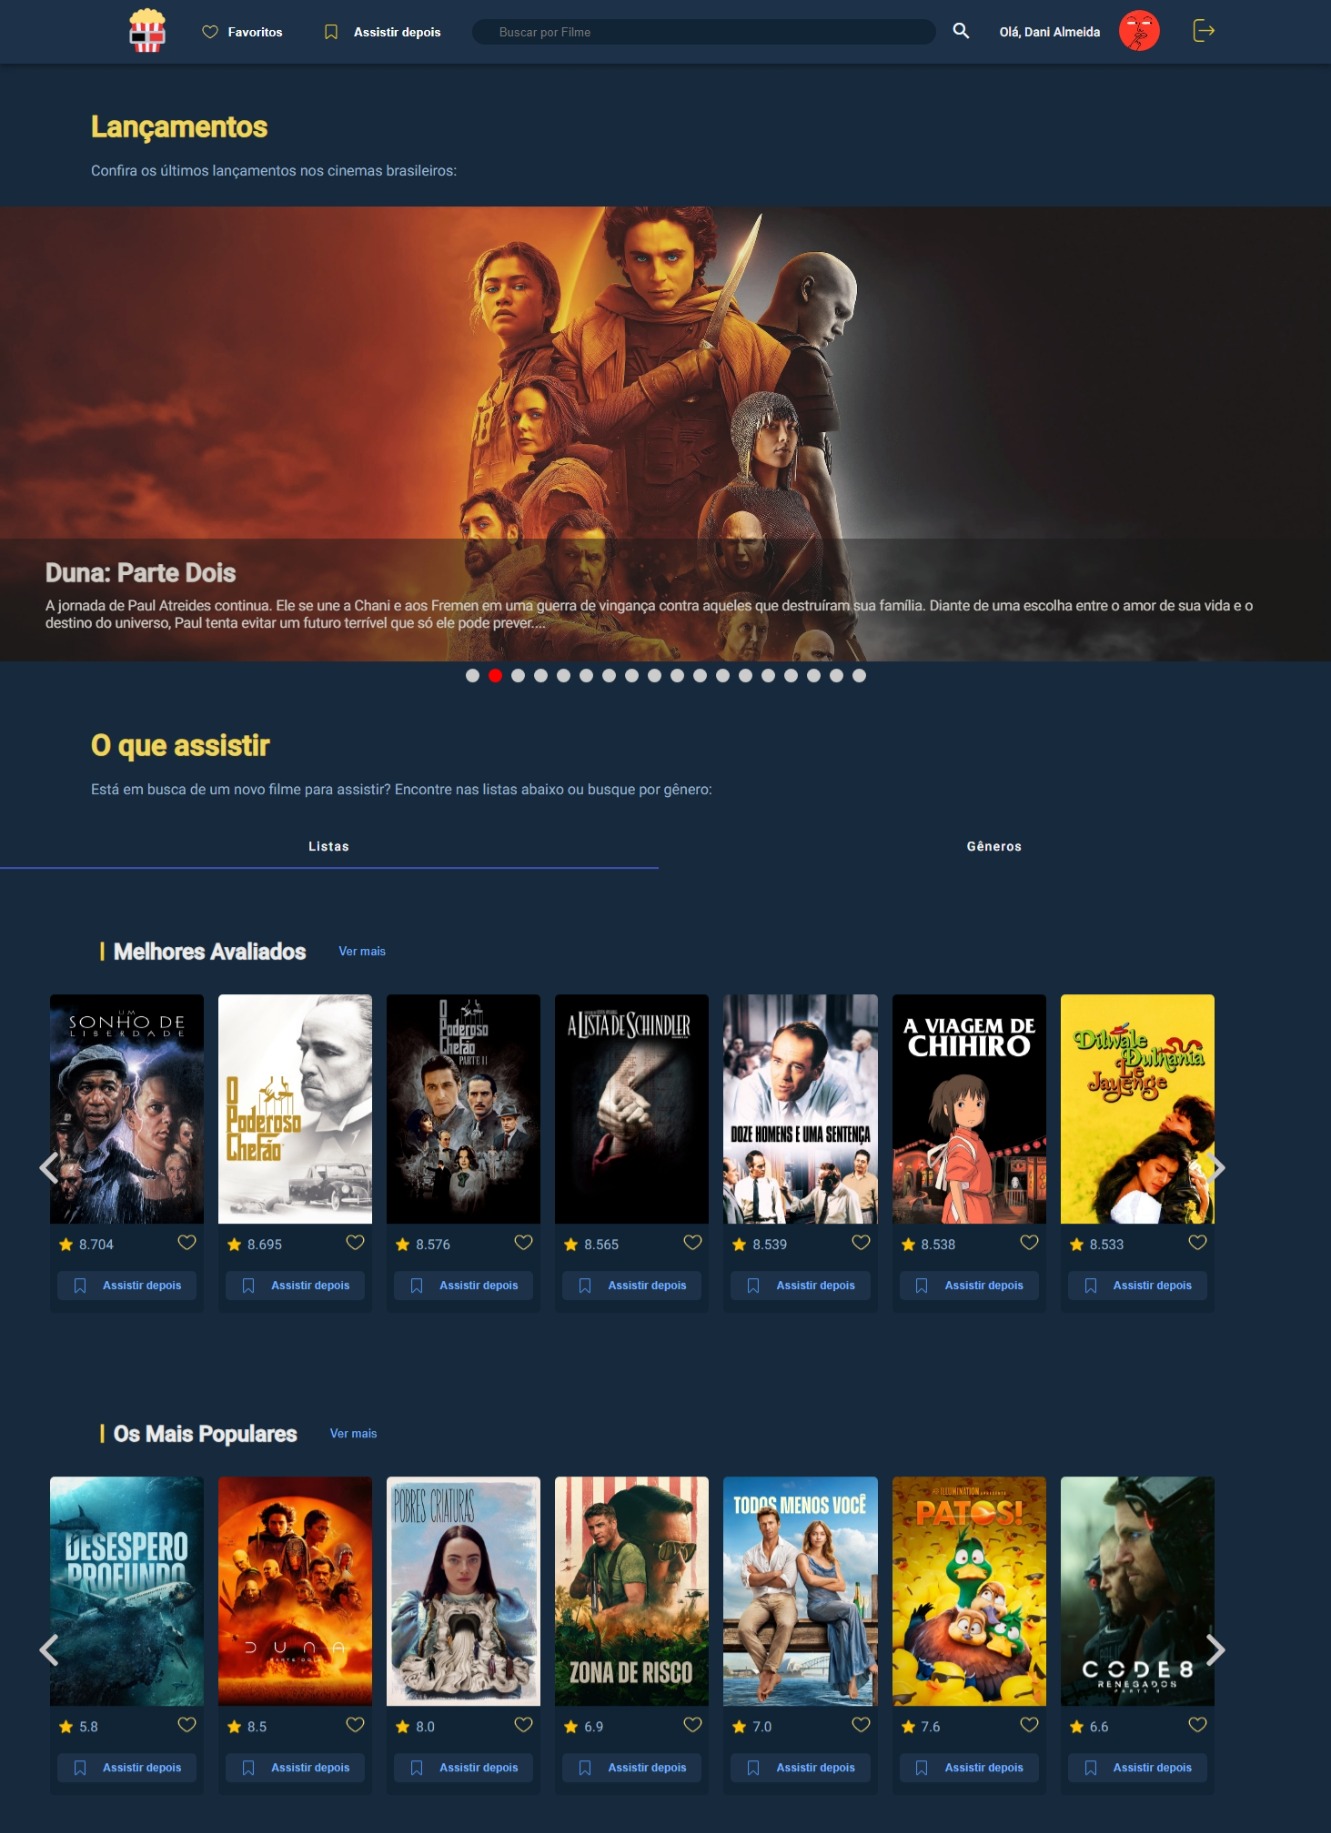 Favoritos
Assistir depois
Buscar por Filme
Olá, Dani Almeida
Lançamentos
Confira os últimos lançamentos nos cinemas brasileiros:
Duna: Parte Dois
A jornada de Paul Atreides continua. Ele se une a Chani e aos Fremen em uma guerra de vingança contra aqueles que destruíram sua família. Diante de uma escolha entre o amor de sua vida e o
destino do universo, Paul tenta evitar um futuro terrível que só ele pode prever....
O que assistir
Está em busca de um novo filme para assistir? Encontre nas listas abaixo ou busque por gênero:
Listas
Gêneros
Melhores Avaliados
Ver mais
UM
SONHO DE
LIBERDADE
O
Poderoso
Chefão
O
Poderoso
Chefão
PARTE II
A LISTA DE SCHINDLER
DOZE HOMENS E UMA SENTENÇA
A VIAGEM DE
CHIHIRO
Dilwale
Dulhania
Le
Jayenge
8.704
8.695
8.576
8.565
8.539
8.538
8.533
Assistir depois
Assistir depois
Assistir depois
Assistir depois
Assistir depois
Assistir depois
Assistir depois
Os Mais Populares
Ver mais
DESESPERO
PROFUNDO
DUNA
PARTE DOIS
POBRES CRIATURAS
ZONA DE RISCO
TODOS MENOS VOCÊ
ILLUMINATION
PATOS!
CODE 8
RENEGADOS
PARTE II
5.8
8.5
8.0
6.9
7.0
7.6
6.6
Assistir depois
Assistir depois
Assistir depois
Assistir depois
Assistir depois
Assistir depois
Assistir depois